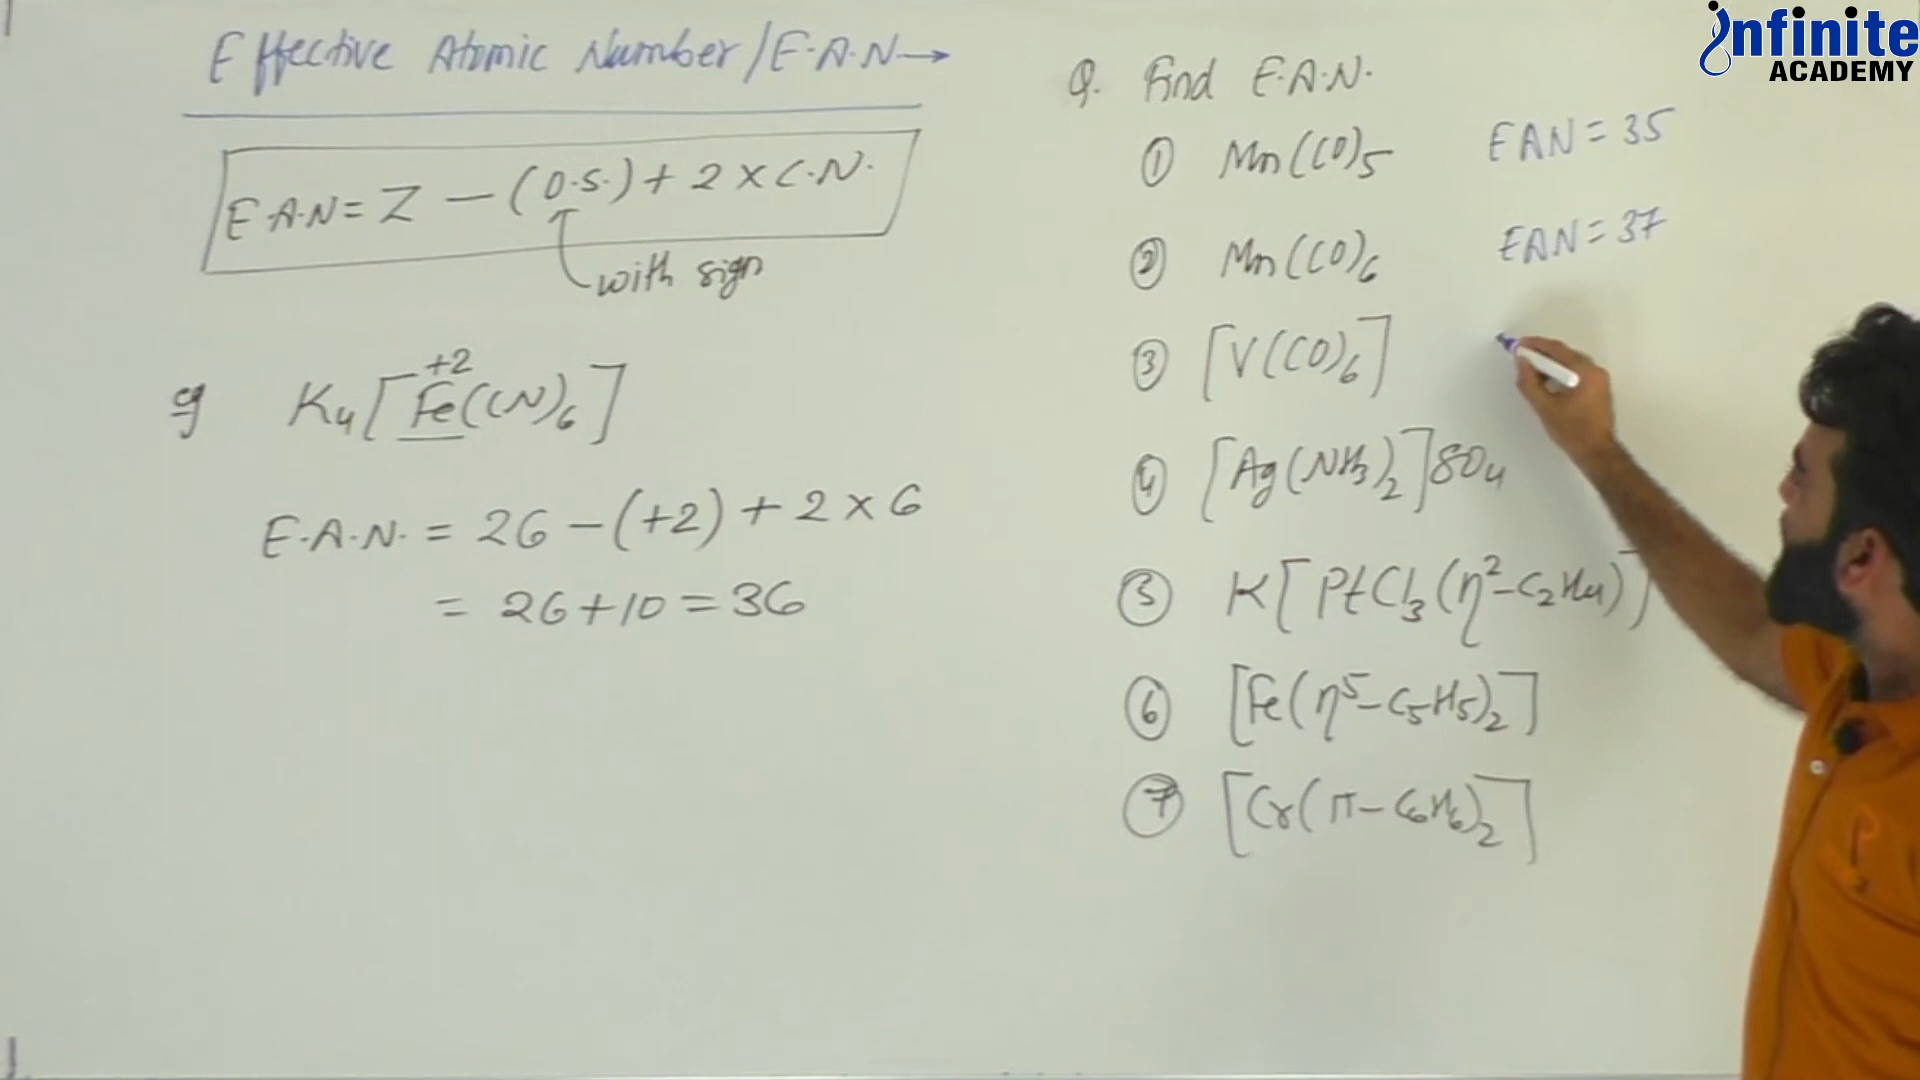 Effective Atomic Number/E.A.N→
E.A.N = Z - (O.S.) + 2 × C.N.
with sign
eg K₄[Fe(CN)₆]
+2
E.A.N. = 26 - (+2) + 2 × 6
= 26 + 10 = 36
Q. Find E.A.N.
① Mn(CO)₅ EAN = 35
② Mn(CO)₆ EAN = 37
③ [V(CO)₆]
④ [Ag(NH₃)₂]SO₄
⑤ K[PtCl₃(η²-C₂H₄)]
⑥ [Fe(η⁵-C₅H₅)₂]
⑦ [Cr(π-C₆H₆)₂]
infinite
ACADEMY